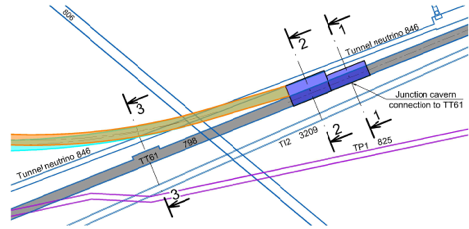 806
2
1
Tunnel neutrino 846
Junction cavern
connection to TT61
3
798
TI2 3209
2
1
Tunnel neutrino 846
TT61
TP1 825
3